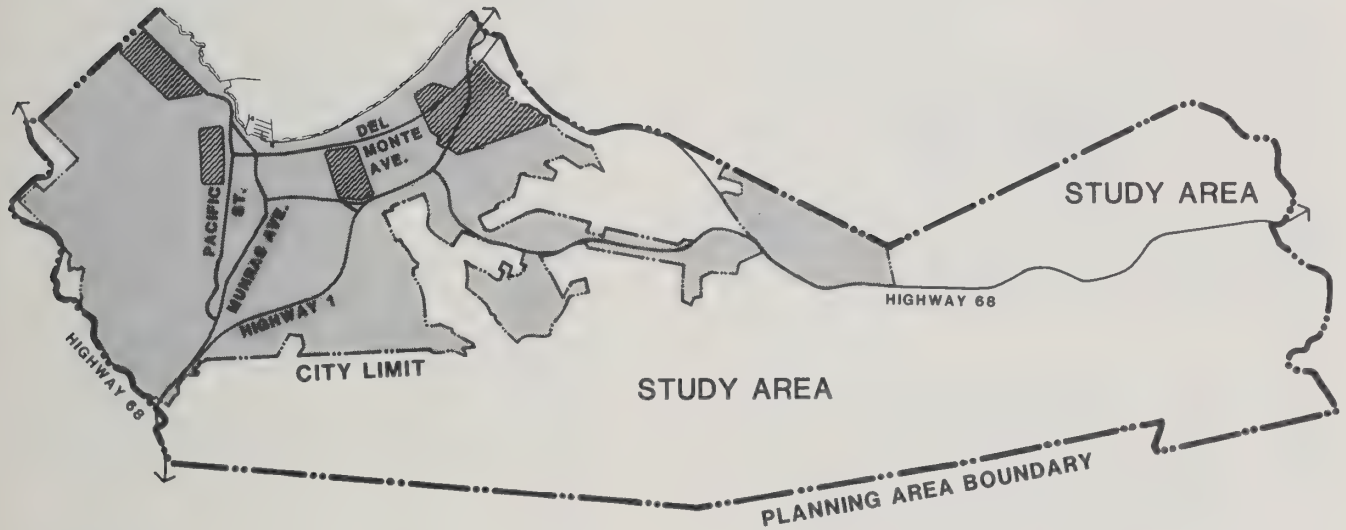 DEL
MONTE
AVE.
PACIFIC
ST.
MUNRAS AVE.
HIGHWAY 1
HIGHWAY 68
CITY LIMIT
STUDY AREA
STUDY AREA
HIGHWAY 68
PLANNING AREA BOUNDARY